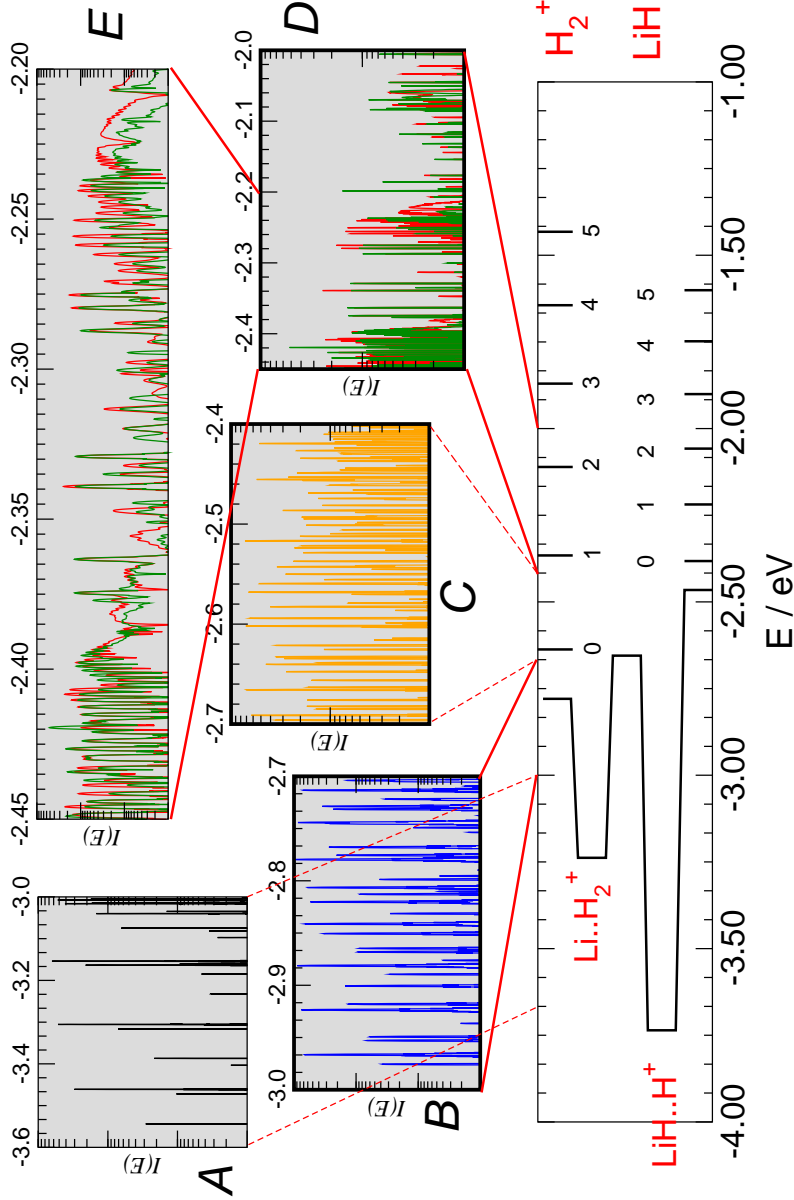 E
-2.45 -2.40 -2.35 -2.30 -2.25 -2.20
I(E)
A
-3.6 -3.4 -3.2 -3.0
I(E)
B
-3.0 -2.9 -2.8 -2.7
I(E)
C
-2.7 -2.6 -2.5 -2.4
I(E)
D
-2.4 -2.3 -2.2 -2.1 -2.0
I(E)
H2+
0 1 2 3 4 5
LiH
0 1 2 3 4 5
Li..H2+
LiH..H+
-4.00 -3.50 -3.00 -2.50 -2.00 -1.50 -1.00
E / eV